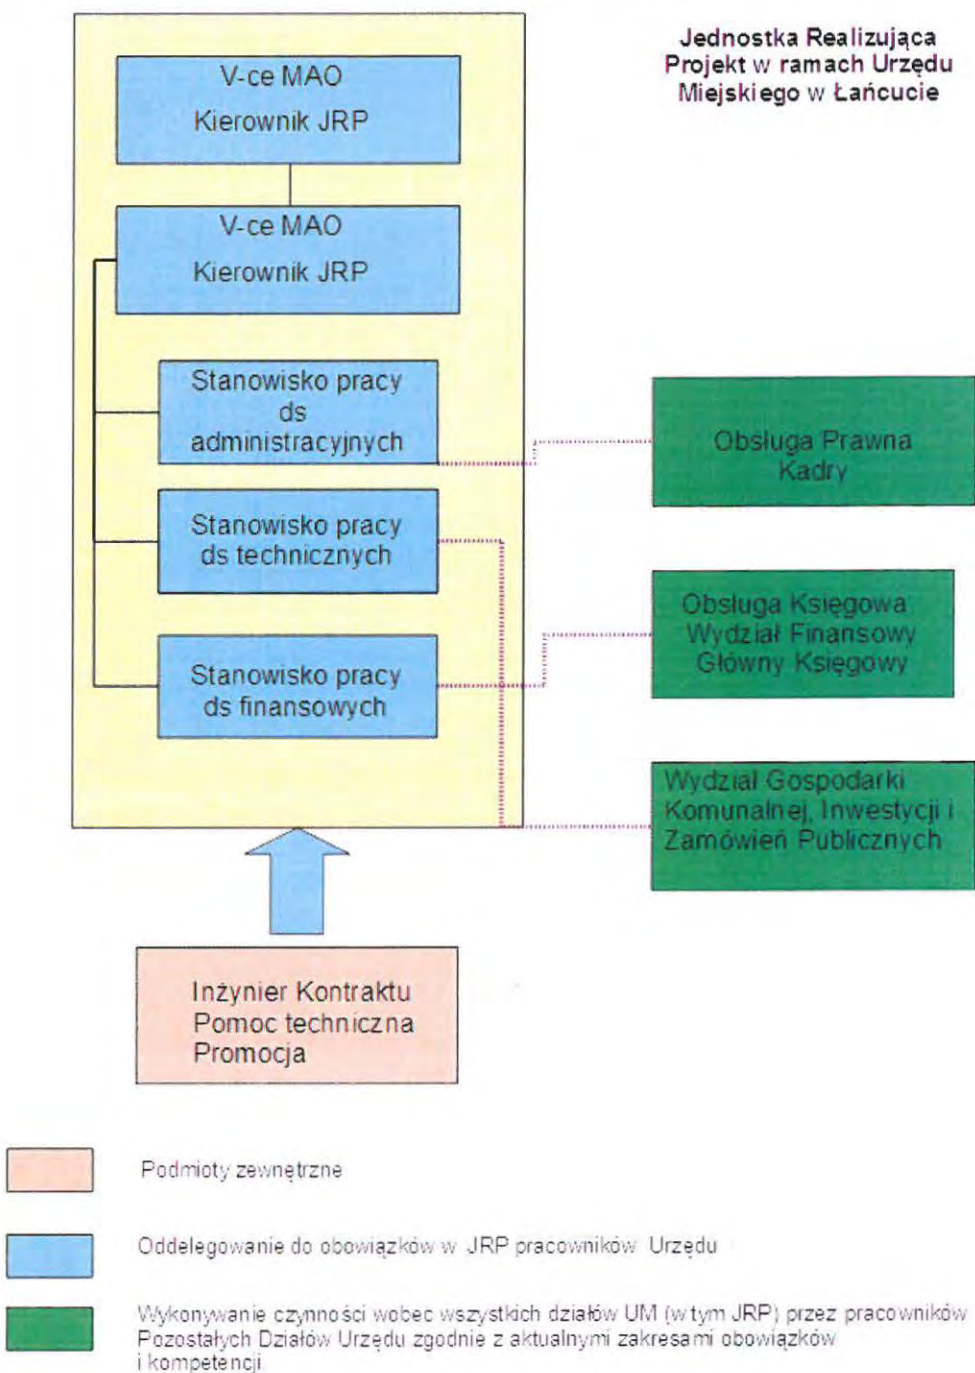 Jednostka Realizująca
Projekt w ramach Urzędu
Miejskiego w Łańcucie
V-ce MAO
Kierownik JRP
V-ce MAO
Kierownik JRP
Stanowisko pracy
ds
administracyjnych
Stanowisko pracy
ds technicznych
Stanowisko pracy
ds finansowych
Obsługa Prawna
Kadry
Obsługa Księgowa
Wydział Finansowy
Główny Księgowy
Wydział Gospodarki
Komunalnej, Inwestycji i
Zamówień Publicznych
Inżynier Kontraktu
Pomoc techniczna
Promocja
Podmioty zewnętrzne
Oddelegowanie do obowiązków w JRP pracowników Urzędu
Wykonywanie czynności wobec wszystkich działów UM (w tym JRP) przez pracowników
Pozostałych Działów Urzędu zgodnie z aktualnymi zakresami obowiązków
i kompetencji